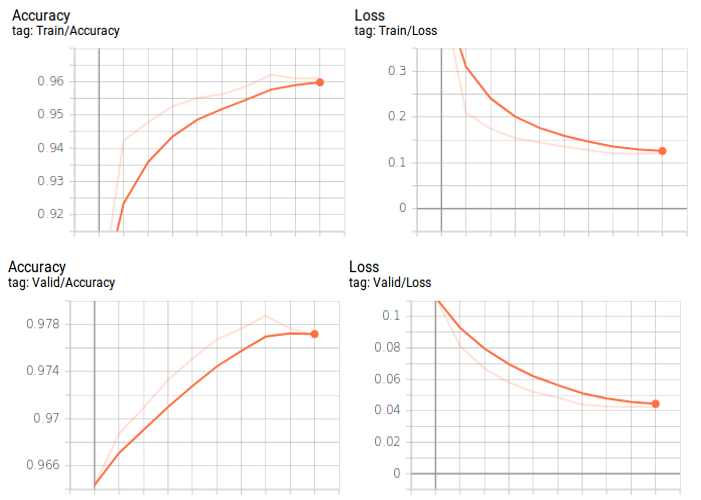 Accuracy
tag: Train/Accuracy
0.96
0.95
0.94
0.93
0.92
Loss
tag: Train/Loss
0.3
0.2
0.1
0
Accuracy
tag: Valid/Accuracy
0.978
0.974
0.97
0.966
Loss
tag: Valid/Loss
0.1
0.08
0.06
0.04
0.02
0